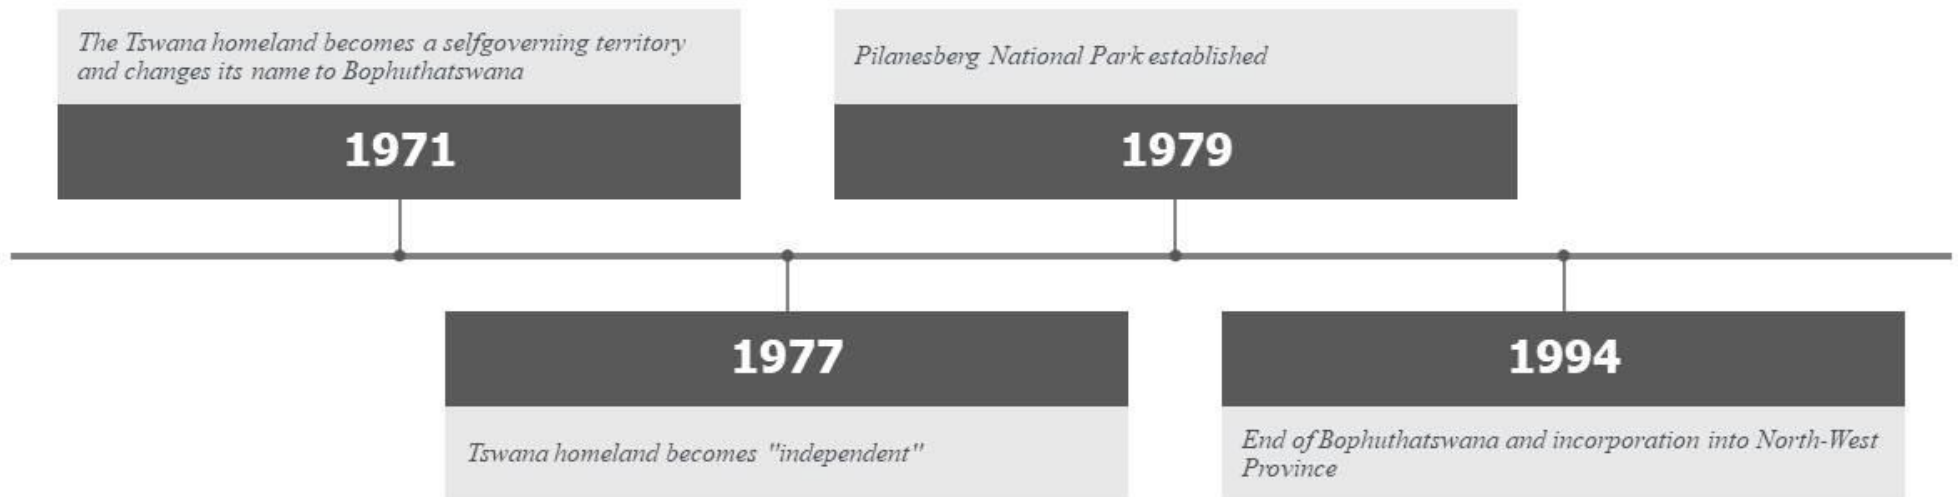 The Tswana homeland becomes a selfgoverning territory
and changes its name to Bophuthatswana
1971
Pilanesberg National Park established
1979
1977
Tswana homeland becomes "independent"
1994
End of Bophuthatswana and incorporation into North-West
Province